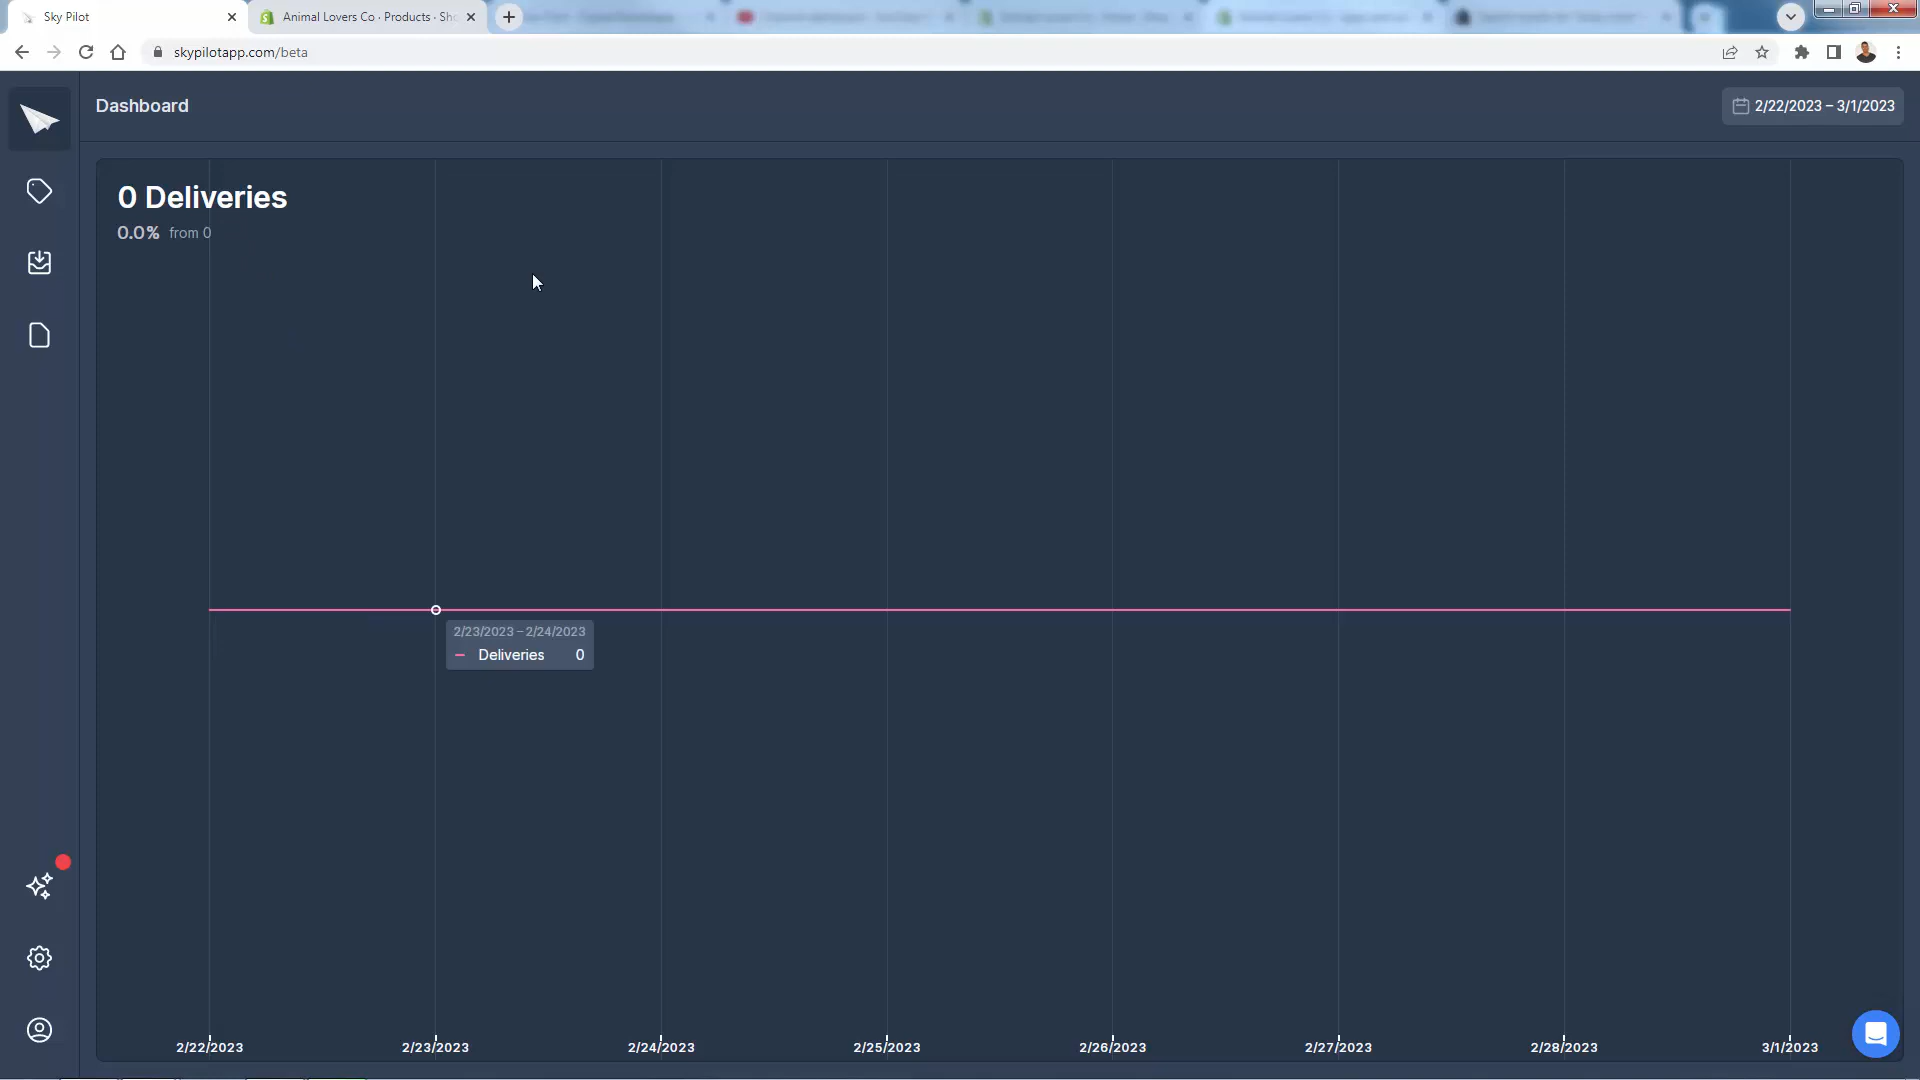 Sky Pilot
Animal Lovers Co · Products · Sho
skypilotapp.com/beta
Dashboard
2/22/2023 – 3/1/2023
0 Deliveries
0.0% from 0
2/23/2023 – 2/24/2023
Deliveries 0
2/22/2023
2/23/2023
2/24/2023
2/25/2023
2/26/2023
2/27/2023
2/28/2023
3/1/2023